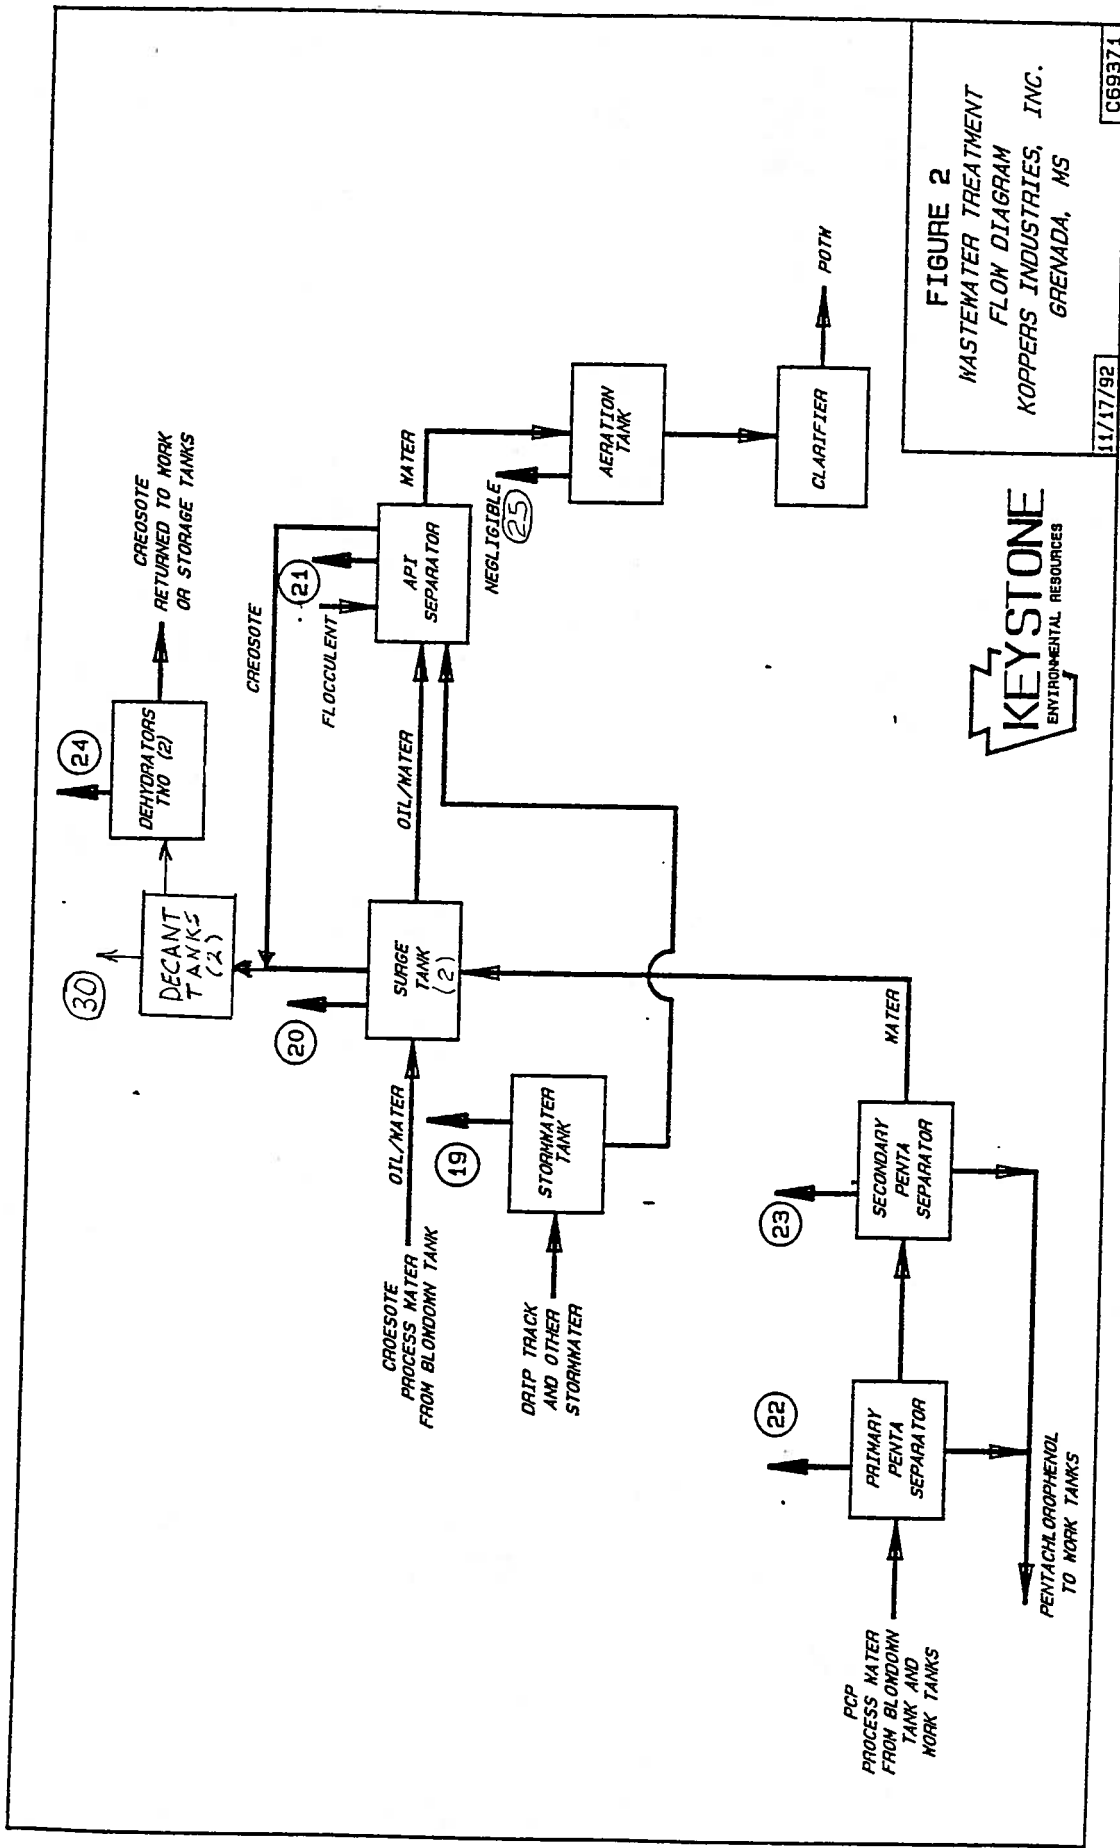 CREOSOTE
RETURNED TO WORK
OR STORAGE TANKS
24
DEHYDRATORS
TWO (2)
30
DECANT
TANKS
(2)
CREOSOTE
21
FLOCCULENT
API
SEPARATOR
WATER
NEGLIGIBLE
25
AERATION
TANK
CLARIFIER
POTW
20
SURGE
TANK
(2)
OIL/WATER
CROESOTE
PROCESS WATER
FROM BLOWDOWN TANK
OIL/WATER
19
STORMWATER
TANK
DRIP TRACK
AND OTHER
STORMWATER
WATER
23
SECONDARY
PENTA
SEPARATOR
22
PRIMARY
PENTA
SEPARATOR
PCP
PROCESS WATER
FROM BLOWDOWN
TANK AND
WORK TANKS
PENTACHLOROPHENOL
TO WORK TANKS
KEYSTONE
ENVIRONMENTAL RESOURCES
FIGURE 2
WASTEWATER TREATMENT
FLOW DIAGRAM
KOPPERS INDUSTRIES, INC.
GRENADA, MS
11/17/92
C69371